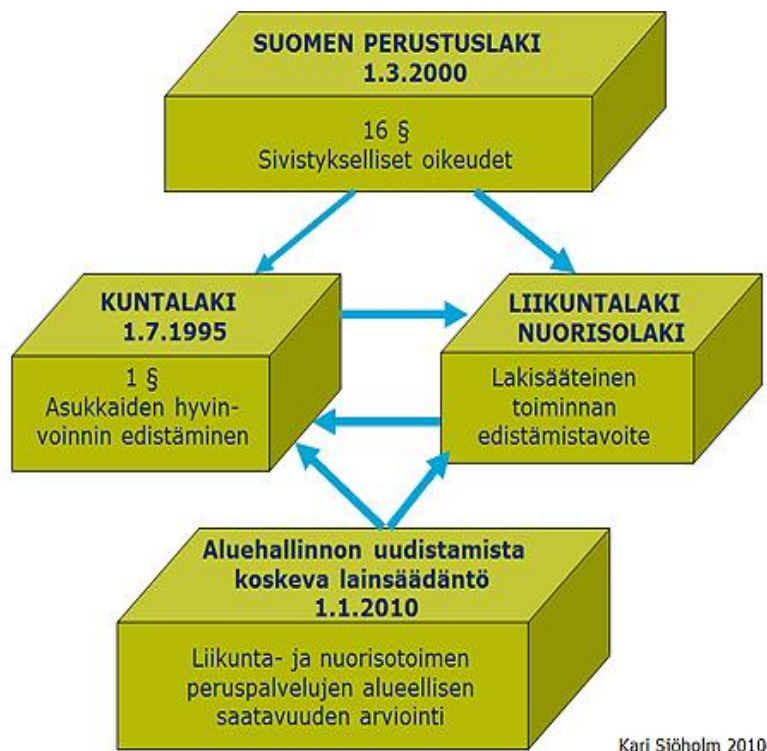 SUOMEN PERUSTUSLAKI
1.3.2000
16 §
Sivistykselliset oikeudet
KUNTALAKI
1.7.1995
1 §
Asukkaiden hyvin-
voinnin edistäminen
LIIKUNTALAKI
NUORISOLAKI
Lakisääteinen
toiminnan
edistämistavoite
Aluehallinnon uudistamista
koskeva lainsäädäntö
1.1.2010
Liikunta- ja nuorisotoimen
peruspalvelujen alueellisen
saatavuuden arviointi
Kari Sjöholm 2010